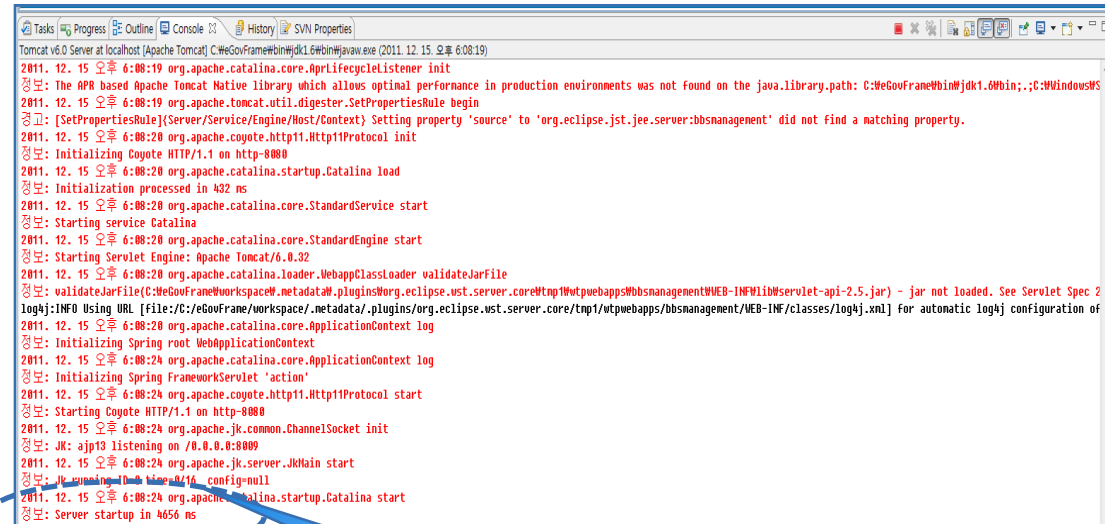 Tasks Progress Outline Console History SVN Properties
Tomcat v6.0 Server at localhost [Apache Tomcat] C:₩eGovFrame₩bin₩jdk1.6₩bin₩javaw.exe (2011. 12. 15. 오후 6:08:19)
2011. 12. 15 오후 6:08:19 org.apache.catalina.core.AprLifecycleListener init
정보: The APR based Apache Tomcat Native library which allows optimal performance in production environments was not found on the java.library.path: C:₩eGovFrame₩bin₩jdk1.6₩bin;.;C:₩Windows₩S
2011. 12. 15 오후 6:08:19 org.apache.tomcat.util.digester.SetPropertiesRule begin
경고: [SetPropertiesRule]{Server/Service/Engine/Host/Context} Setting property 'source' to 'org.eclipse.jst.jee.server:bbsmanagement' did not find a matching property.
2011. 12. 15 오후 6:08:20 org.apache.coyote.http11.Http11Protocol init
정보: Initializing Coyote HTTP/1.1 on http-8080
2011. 12. 15 오후 6:08:20 org.apache.catalina.startup.Catalina load
정보: Initialization processed in 432 ms
2011. 12. 15 오후 6:08:20 org.apache.catalina.core.StandardService start
정보: Starting service Catalina
2011. 12. 15 오후 6:08:20 org.apache.catalina.core.StandardEngine start
정보: Starting Servlet Engine: Apache Tomcat/6.0.32
2011. 12. 15 오후 6:08:20 org.apache.catalina.loader.WebappClassLoader validateJarFile
정보: validateJarFile(C:₩eGovFrame₩workspace₩.metadata₩.plugins₩org.eclipse.wst.server.core₩tmp1₩wtpwebapps₩bbsmanagement₩WEB-INF₩lib₩servlet-api-2.5.jar) - jar not loaded. See Servlet Spec 2
log4j:INFO Using URL [file:/C:/eGovFrame/workspace/.metadata/.plugins/org.eclipse.wst.server.core/tmp1/wtpwebapps/bbsmanagement/WEB-INF/classes/log4j.xml] for automatic log4j configuration of
2011. 12. 15 오후 6:08:20 org.apache.catalina.core.ApplicationContext log
정보: Initializing Spring root WebApplicationContext
2011. 12. 15 오후 6:08:24 org.apache.catalina.core.ApplicationContext log
정보: Initializing Spring FrameworkServlet 'action'
2011. 12. 15 오후 6:08:24 org.apache.coyote.http11.Http11Protocol start
정보: Starting Coyote HTTP/1.1 on http-8080
2011. 12. 15 오후 6:08:24 org.apache.jk.common.ChannelSocket init
정보: JK: ajp13 listening on /0.0.0.0:8009
2011. 12. 15 오후 6:08:24 org.apache.jk.server.JkMain start
정보: Jk running ID=0 time=0/16 config=null
2011. 12. 15 오후 6:08:24 org.apache.catalina.startup.Catalina start
정보: Server startup in 4656 ms